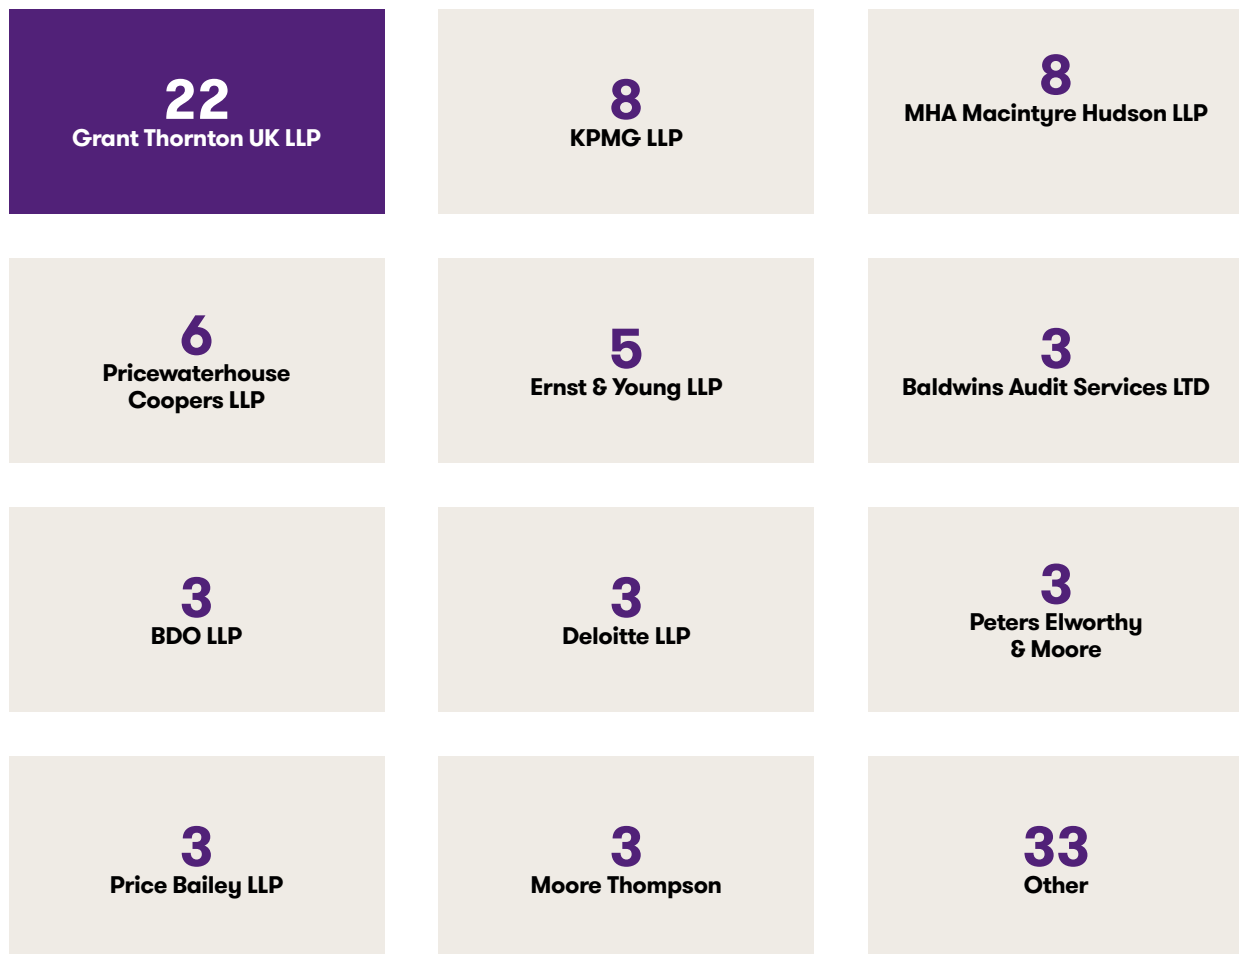 22
Grant Thornton UK LLP
8
KPMG LLP
8
MHA Macintyre Hudson LLP
6
Pricewaterhouse
Coopers LLP
5
Ernst & Young LLP
3
Baldwins Audit Services LTD
3
BDO LLP
3
Deloitte LLP
3
Peters Elworthy
& Moore
3
Price Bailey LLP
3
Moore Thompson
33
Other